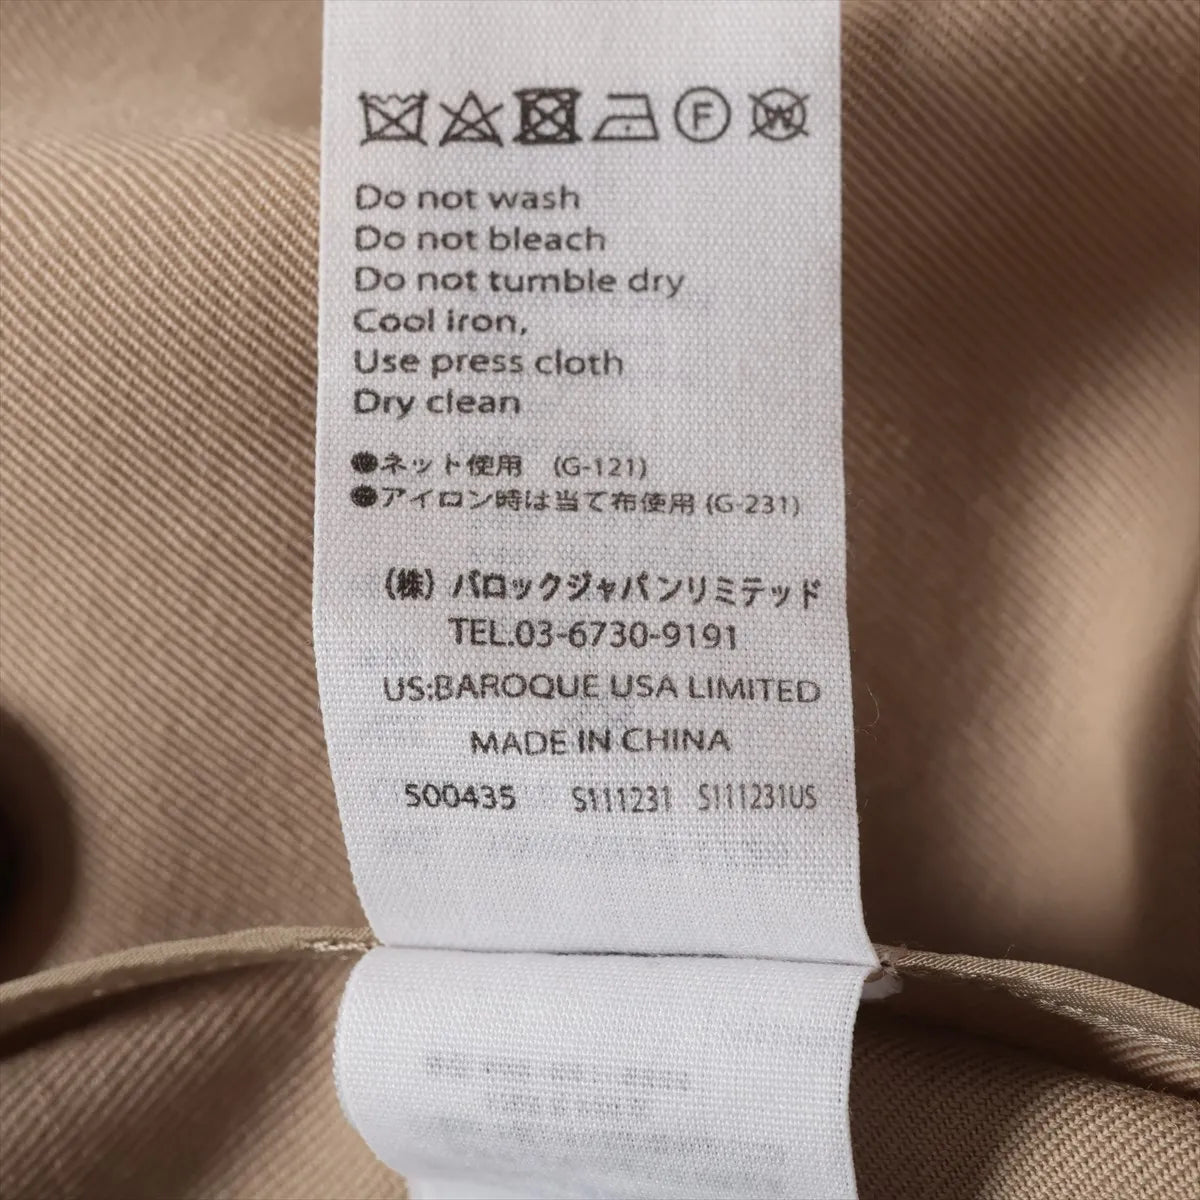 F W
Do not wash
Do not bleach
Do not tumble dry
Cool iron,
Use press cloth
Dry clean
●ネット使用 (G-121)
●アイロン時は当て布使用 (G-231)
(株) バロックジャパンリミテッド
TEL.03-6730-9191
US:BAROQUE USA LIMITED
MADE IN CHINA
500435 S111231 S111231US